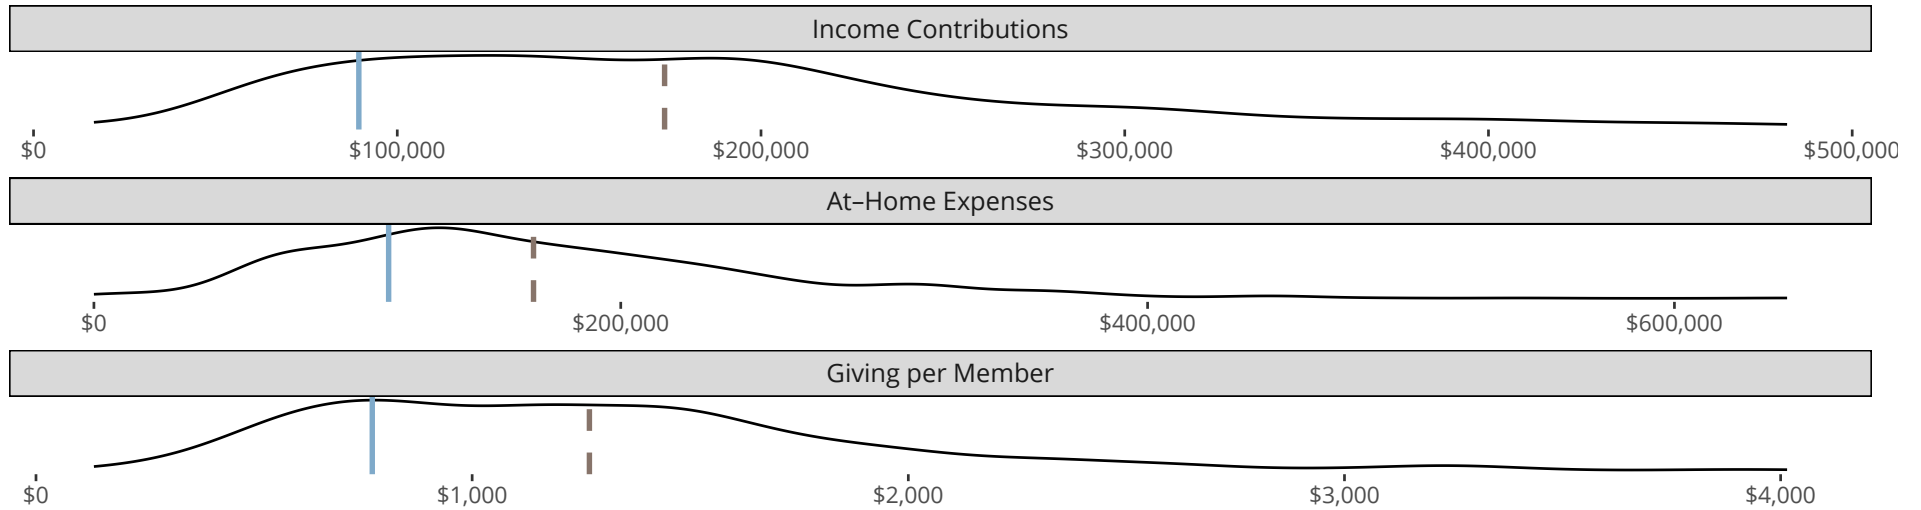 Income Contributions
$0 $100,000 $200,000 $300,000 $400,000 $500,000
At–Home Expenses
$0 $200,000 $400,000 $600,000
Giving per Member
$0 $1,000 $2,000 $3,000 $4,000